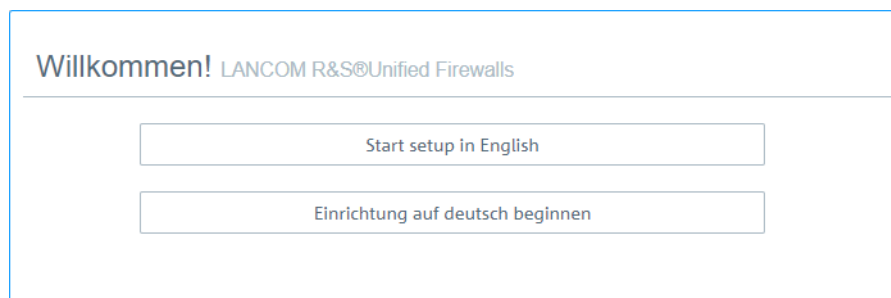 Willkommen! LANCOM R&S®Unified Firewalls
Start setup in English
Einrichtung auf deutsch beginnen